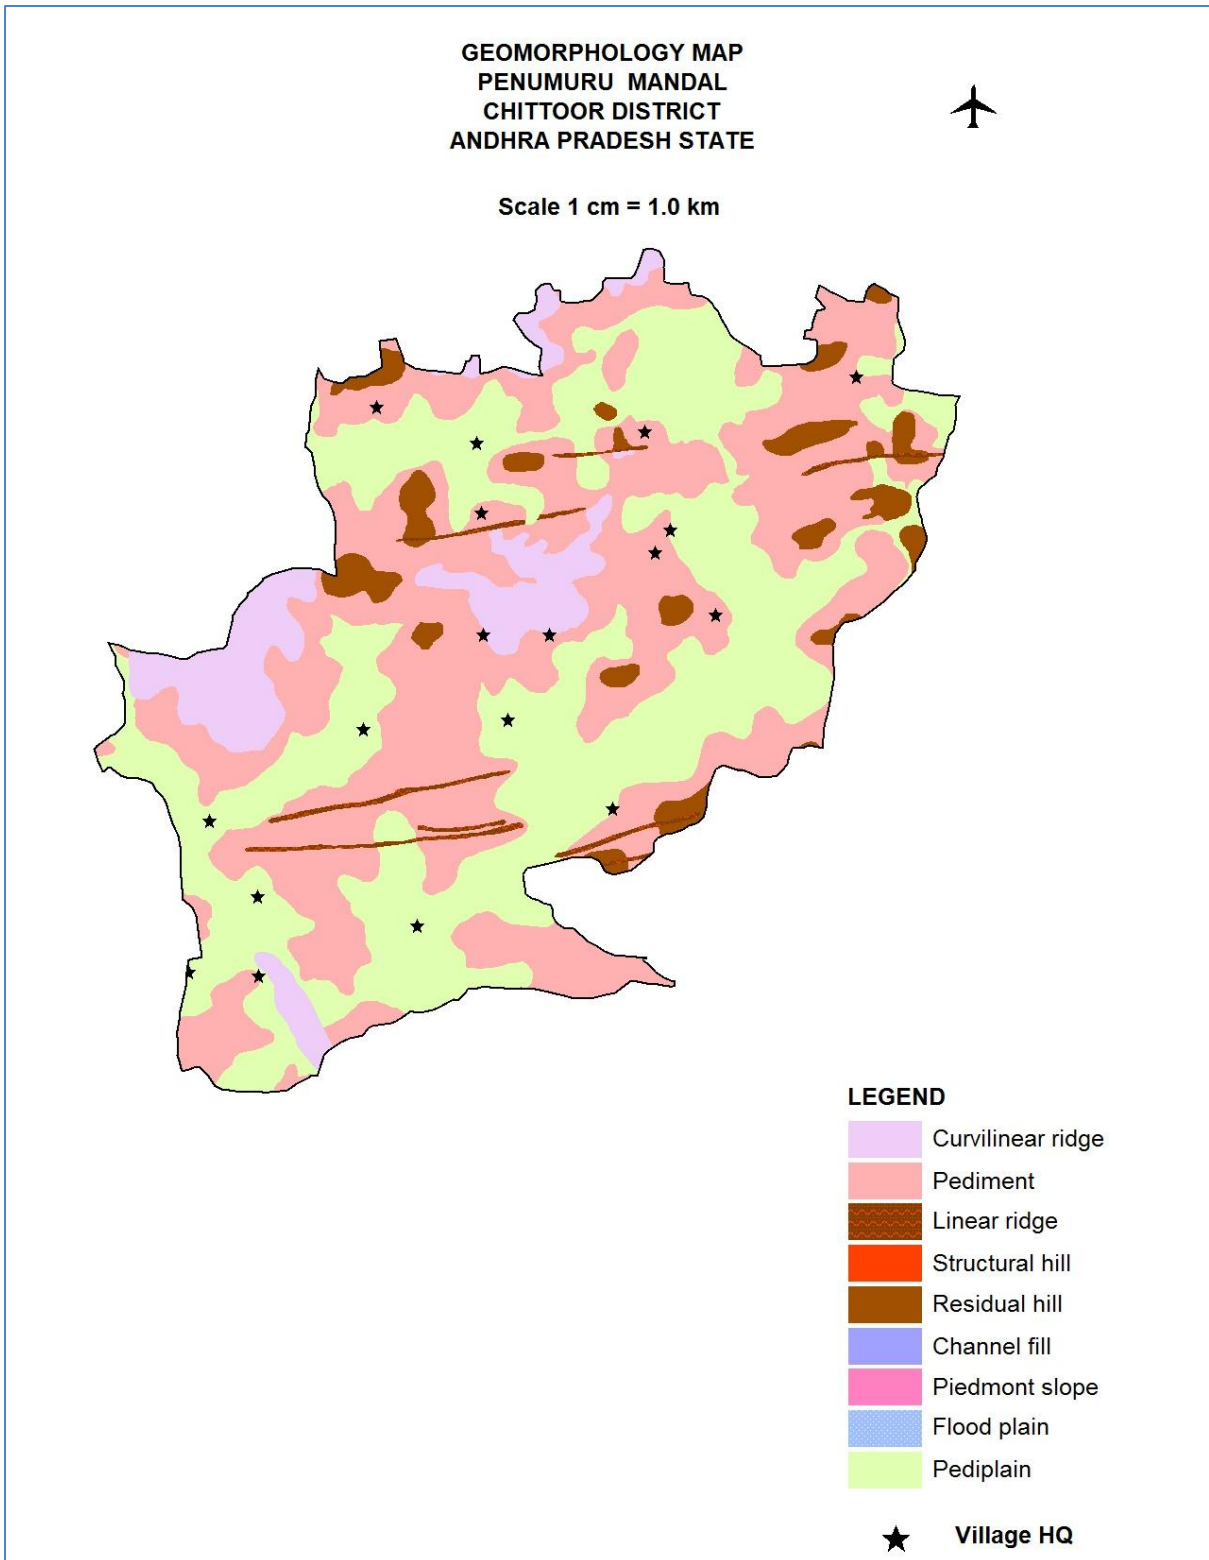 GEOMORPHOLOGY MAP
PENUMURU MANDAL
CHITTOOR DISTRICT
ANDHRA PRADESH STATE
Scale 1 cm = 1.0 km
LEGEND
Curvilinear ridge
Pediment
Linear ridge
Structural hill
Residual hill
Channel fill
Piedmont slope
Flood plain
Pediplain
Village HQ